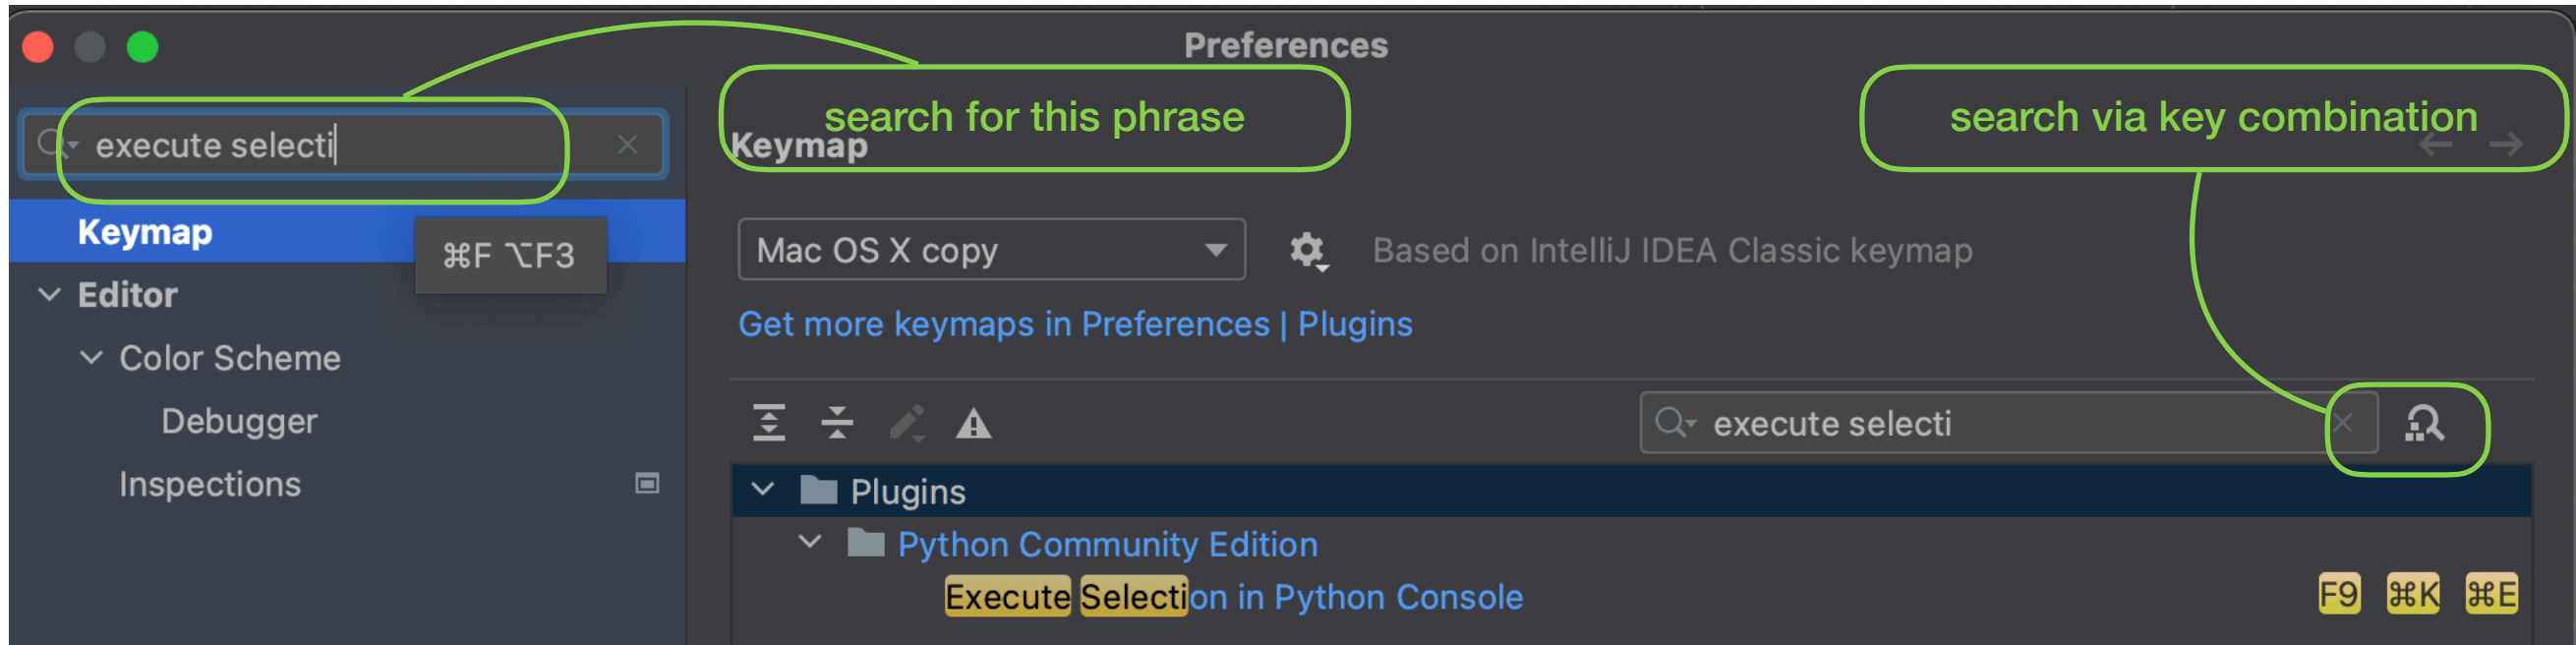 Preferences
search for this phrase
search via key combination
execute selecti
Keymap
Keymap
⌘F ⌥F3
Mac OS X copy
Based on IntelliJ IDEA Classic keymap
Editor
Get more keymaps in Preferences | Plugins
Color Scheme
Debugger
execute selecti
Inspections
Plugins
Python Community Edition
Execute Selection in Python Console
F9 ⌘K ⌘E